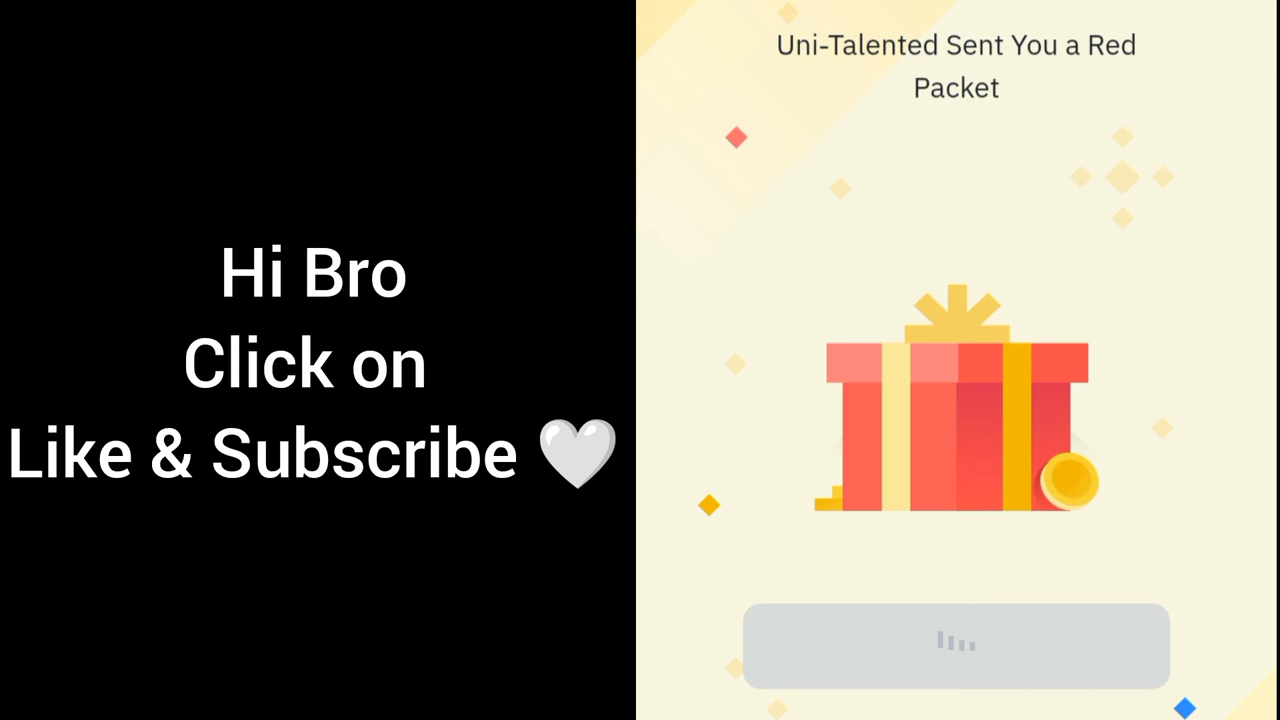 Hi Bro
Click on
Like & Subscribe 🤍
Uni-Talented Sent You a Red
Packet